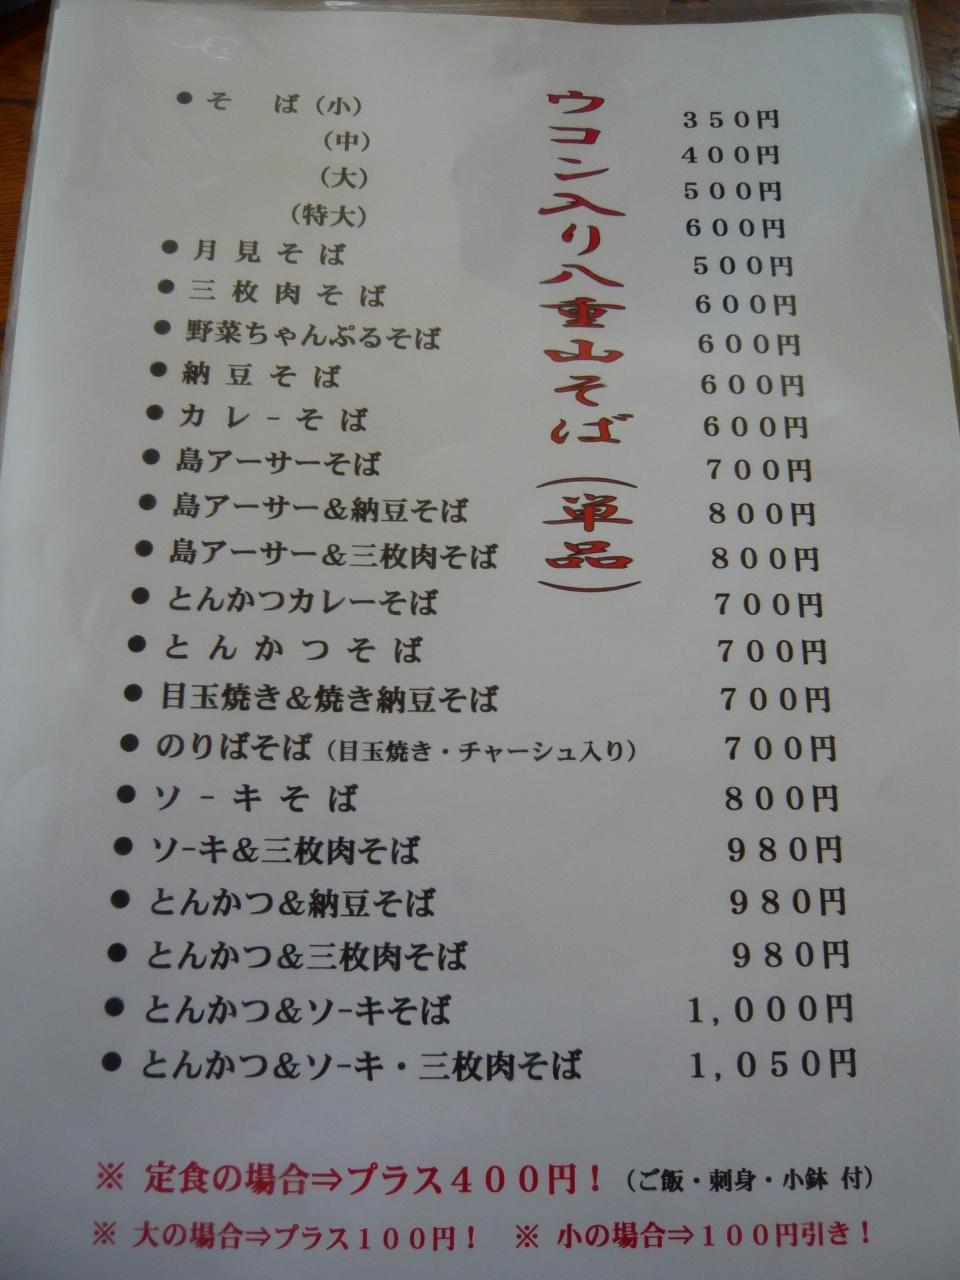 ウコン入り八重山そば（単品）
● そ　ば（小） ３５０円
（中） ４００円
（大） ５００円
（特大） ６００円
● 月見そば ５００円
● 三枚肉そば ６００円
● 野菜ちゃんぷるそば ６００円
● 納豆そば ６００円
● カレ-そば ６００円
● 島アーサーそば ７００円
● 島アーサー＆納豆そば ８００円
● 島アーサー＆三枚肉そば ８００円
● とんかつカレーそば ７００円
● とんかつそば ７００円
● 目玉焼き＆焼き納豆そば ７００円
● のりばそば（目玉焼き・チャーシュ入り） ７００円
● ソ-キそば ８００円
● ソ-キ＆三枚肉そば ９８０円
● とんかつ＆納豆そば ９８０円
● とんかつ＆三枚肉そば ９８０円
● とんかつ＆ソ-キそば １,０００円
● とんかつ＆ソ-キ・三枚肉そば １,０５０円
※ 定食の場合⇒プラス４００円！（ご飯・刺身・小鉢 付）
※ 大の場合⇒プラス１００円！　※ 小の場合⇒１００円引き！